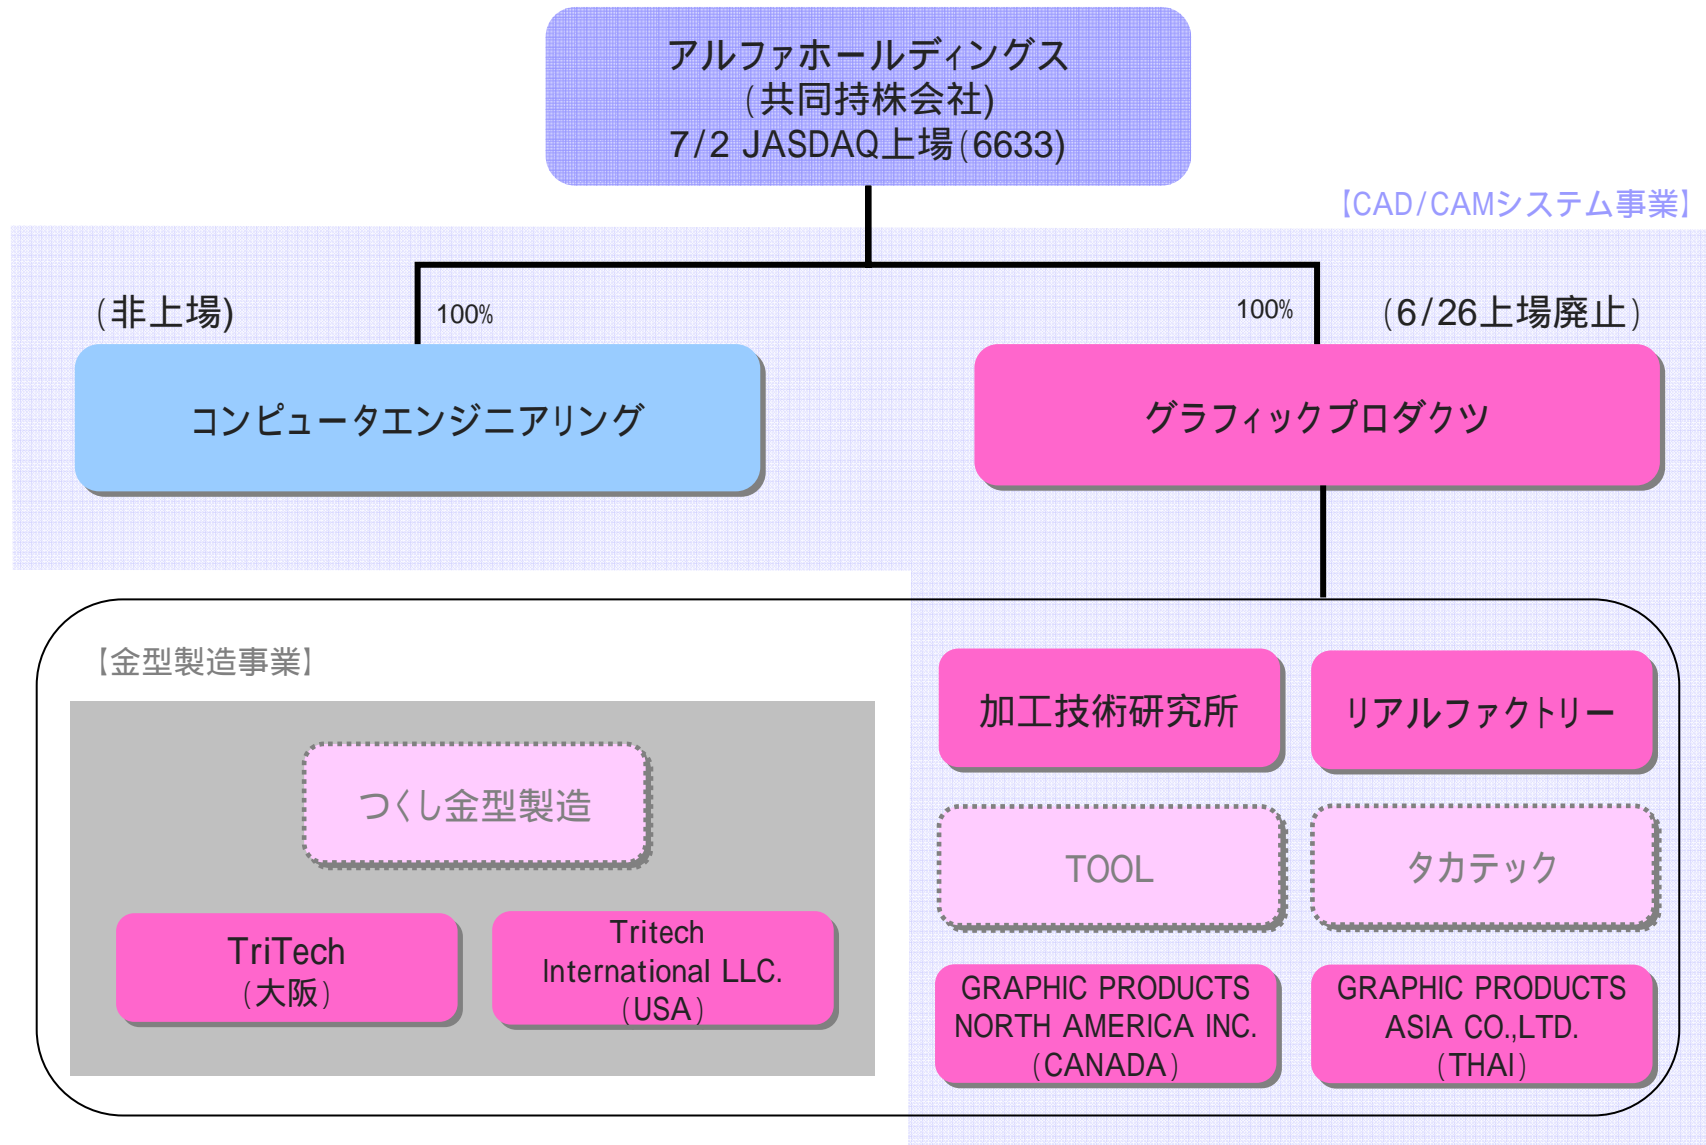 アルファホールディングス
(共同持株会社)
7/2 JASDAQ上場(6633)
【CAD/CAMシステム事業】
(非上場)
100%
100%
(6/26上場廃止)
コンピュータエンジニアリング
グラフィックプロダクツ
【金型製造事業】
加工技術研究所
リアルファクトリー
つくし金型製造
TOOL
タカテック
TriTech
(大阪)
Tritech
International LLC.
(USA)
GRAPHIC PRODUCTS
NORTH AMERICA INC.
(CANADA)
GRAPHIC PRODUCTS
ASIA CO.,LTD.
(THAI)